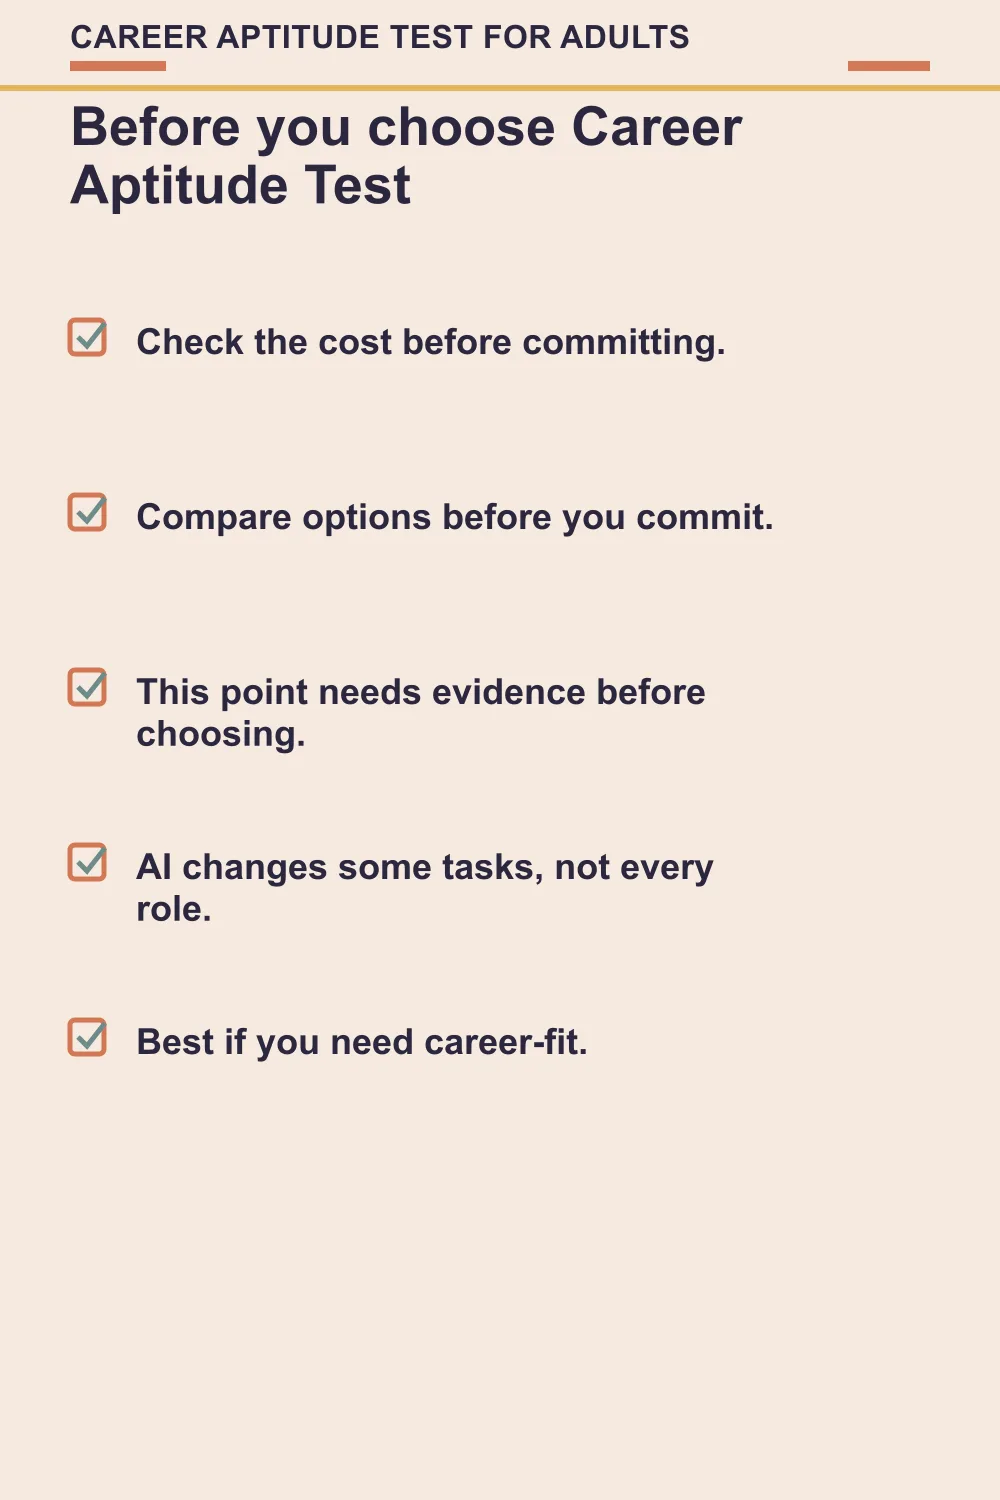 CAREER APTITUDE TEST FOR ADULTS
Before you choose Career
Aptitude Test
Check the cost before committing.
Compare options before you commit.
This point needs evidence before
choosing.
AI changes some tasks, not every
role.
Best if you need career-fit.